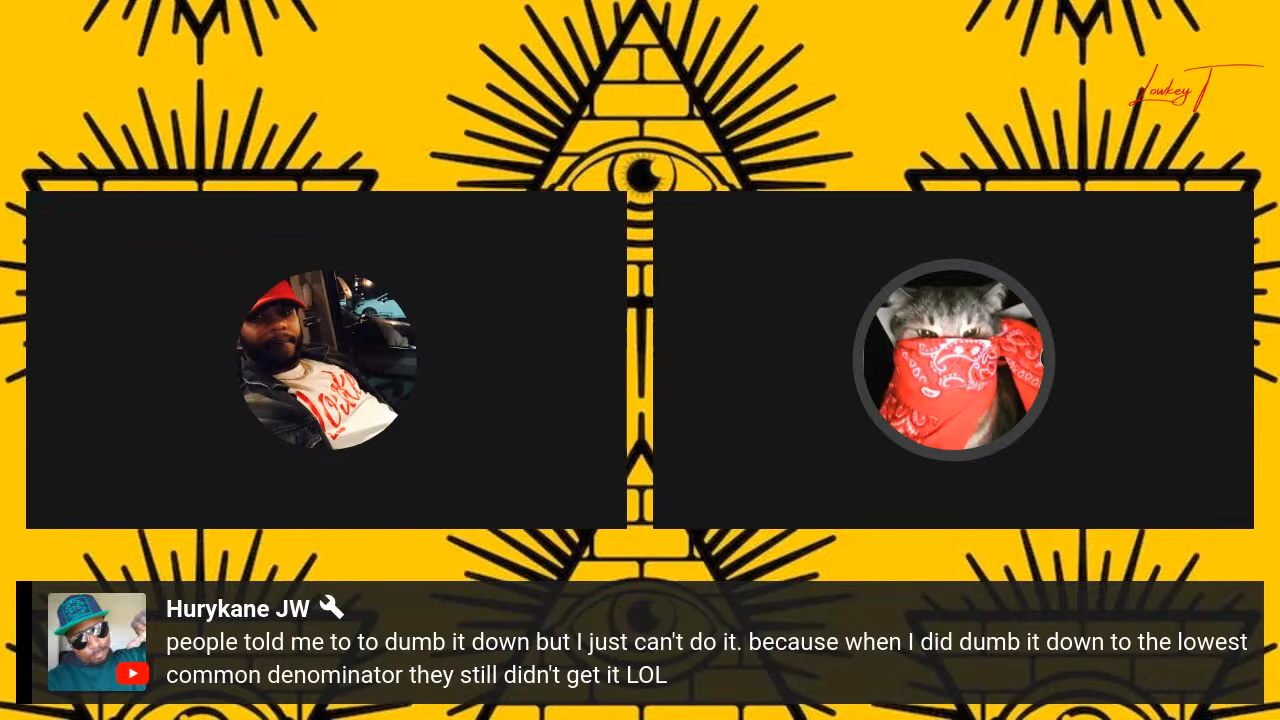 Lowkey T
Hurykane JW
people told me to to dumb it down but I just can't do it. because when I did dumb it down to the lowest
common denominator they still didn't get it LOL